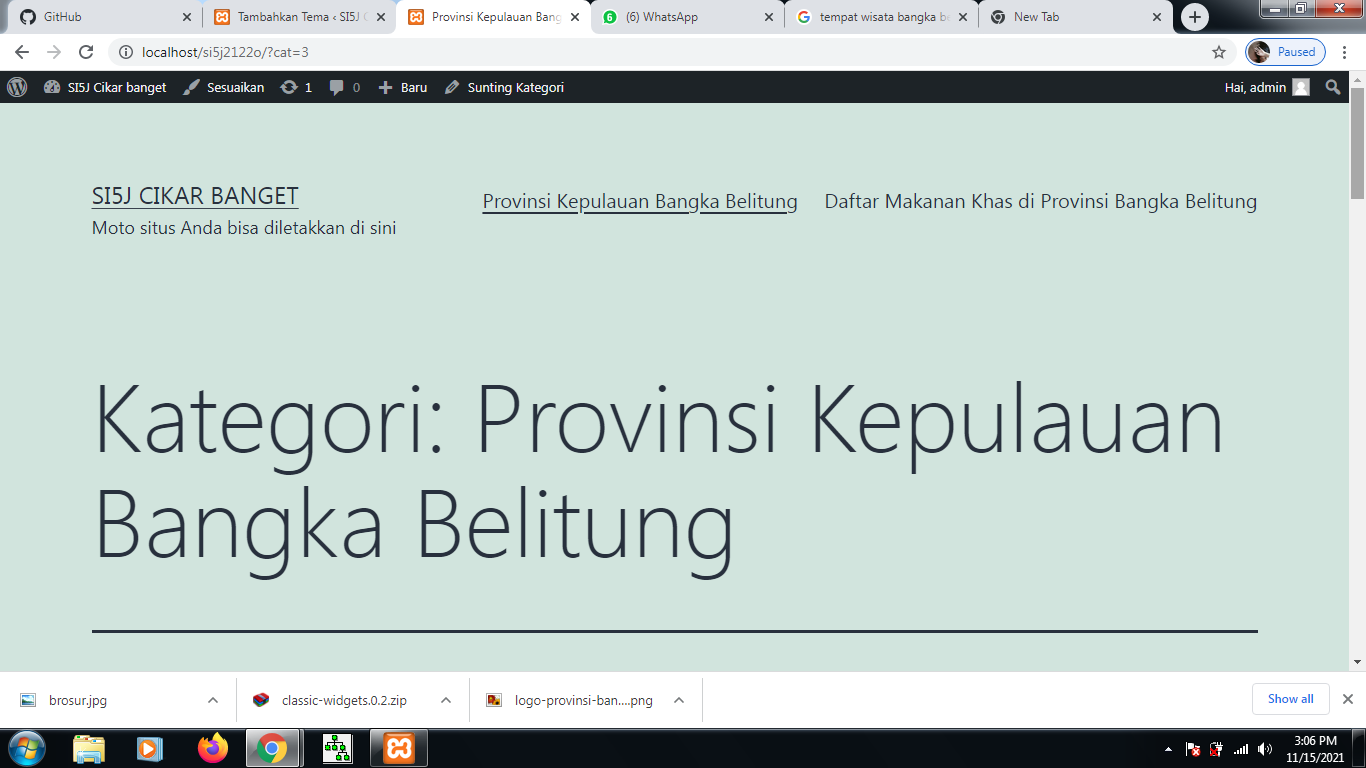 GitHub
Tambahkan Tema ‹ SI5J
Provinsi Kepulauan Bang
(6) WhatsApp
tempat wisata bangka be
New Tab
localhost/si5j2122o/?cat=3
Paused
SI5J Cikar banget
Sesuaikan
1
0
Baru
Sunting Kategori
Hai, admin
SI5J CIKAR BANGET
Moto situs Anda bisa diletakkan di sini
Provinsi Kepulauan Bangka Belitung
Daftar Makanan Khas di Provinsi Bangka Belitung
Kategori: Provinsi Kepulauan
Bangka Belitung
brosur.jpg
classic-widgets.0.2.zip
logo-provinsi-ban....png
Show all
3:06 PM
11/15/2021